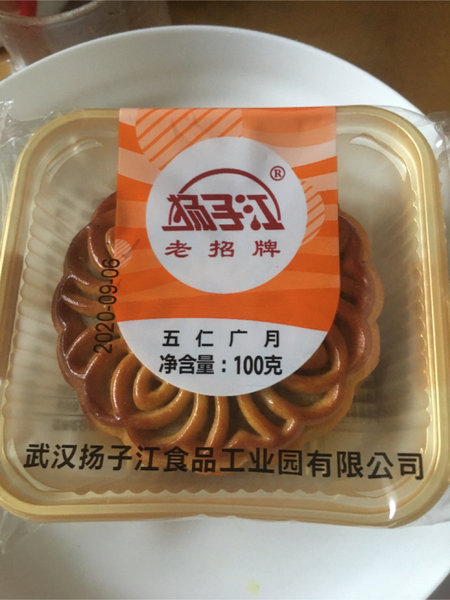 扬子江®
老招牌
2020-09-06
五仁广月
净含量：100克
武汉扬子江食品工业园有限公司